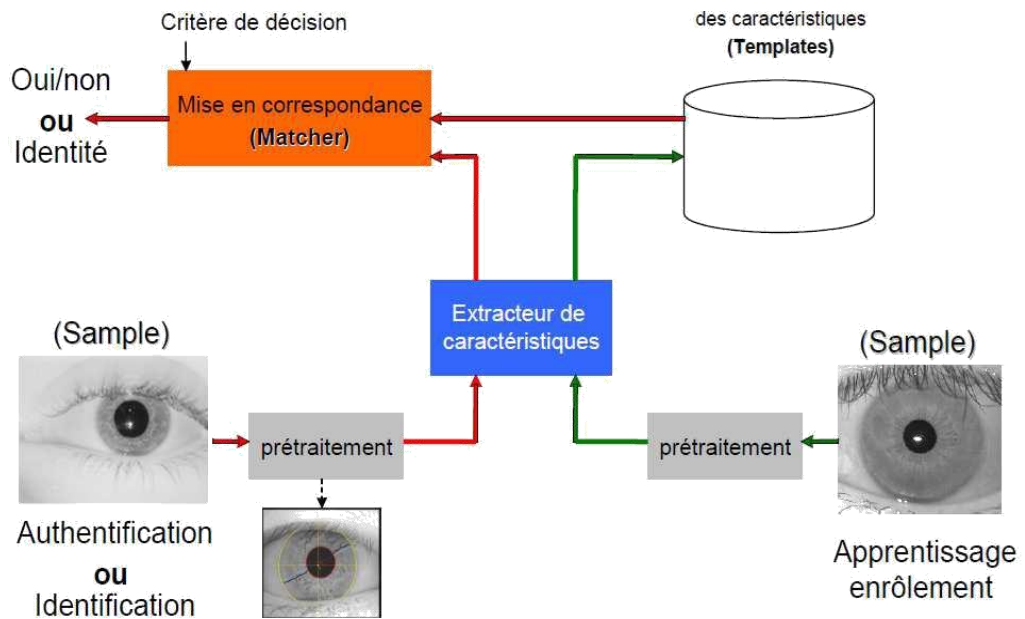 Critère de décision
des caractéristiques
(Templates)
Oui/non
ou
Identité
Mise en correspondance
(Matcher)
Extracteur de
caractéristiques
(Sample)
(Sample)
prétraitement
prétraitement
Authentification
ou
Identification
Apprentissage
enrôlement